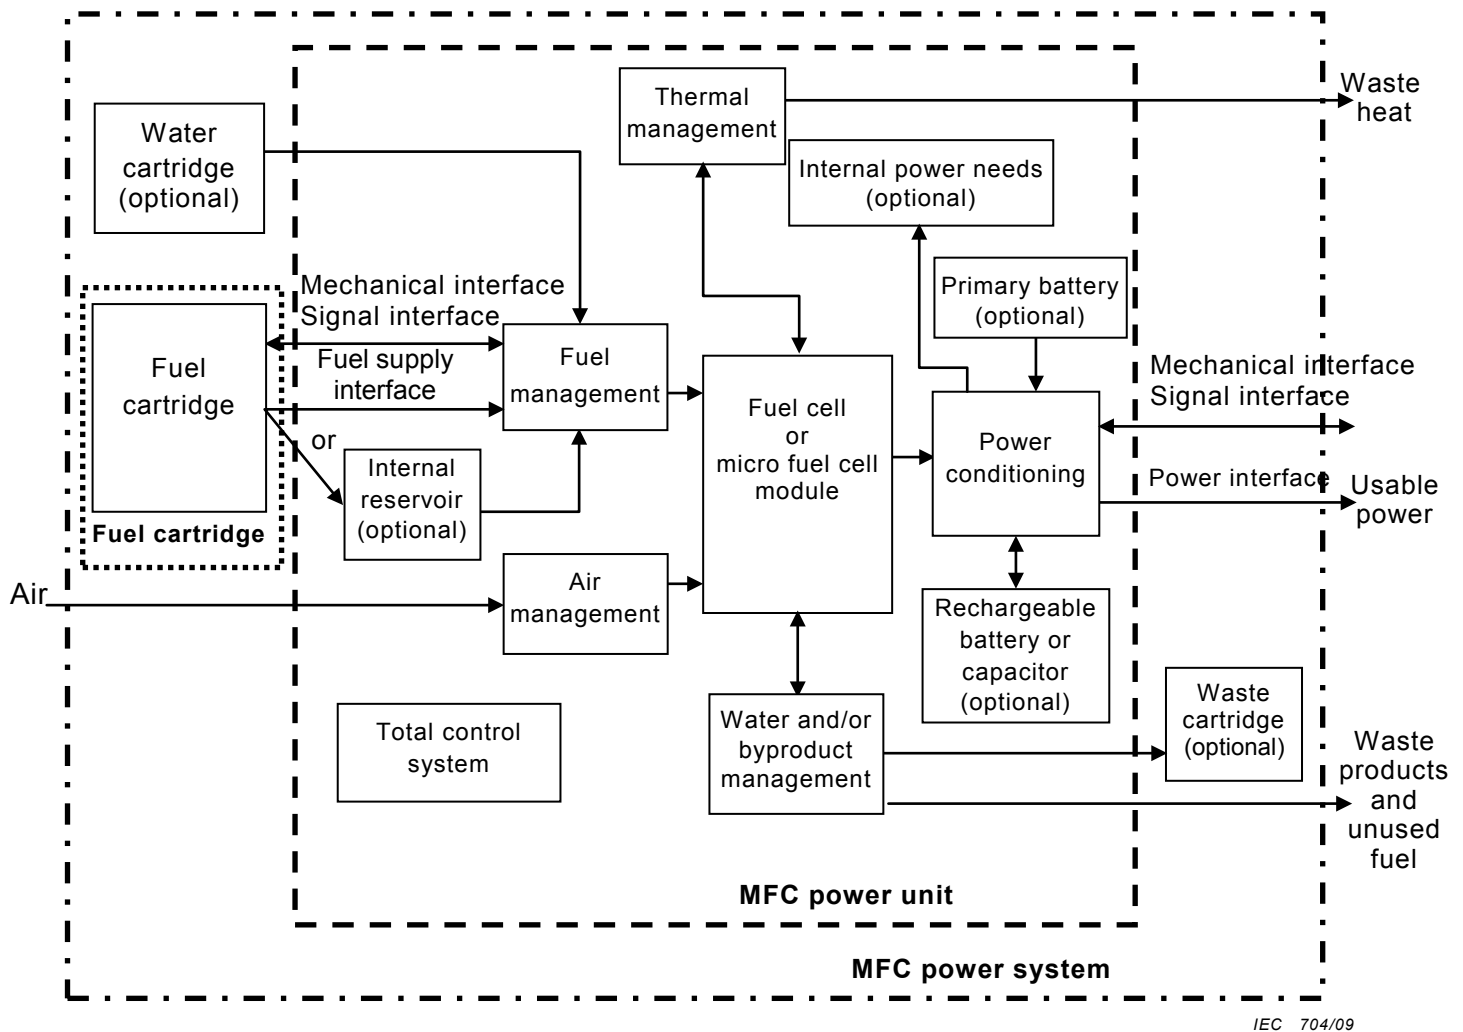 Thermal
management
Waste
heat
Water
cartridge
(optional)
Internal power needs
(optional)
Mechanical interface
Signal interface
Primary battery
(optional)
Fuel
cartridge
Fuel cartridge
Fuel supply
interface
or
Fuel
management
Internal
reservoir
(optional)
Fuel cell
or
micro fuel cell
module
Power
conditioning
Mechanical interface
Signal interface
Power interface
Usable
power
Air
Air
management
Rechargeable
battery or
capacitor
(optional)
Total control
system
Water and/or
byproduct
management
Waste
cartridge
(optional)
Waste
products
and
unused
fuel
MFC power unit
MFC power system
IEC 704/09